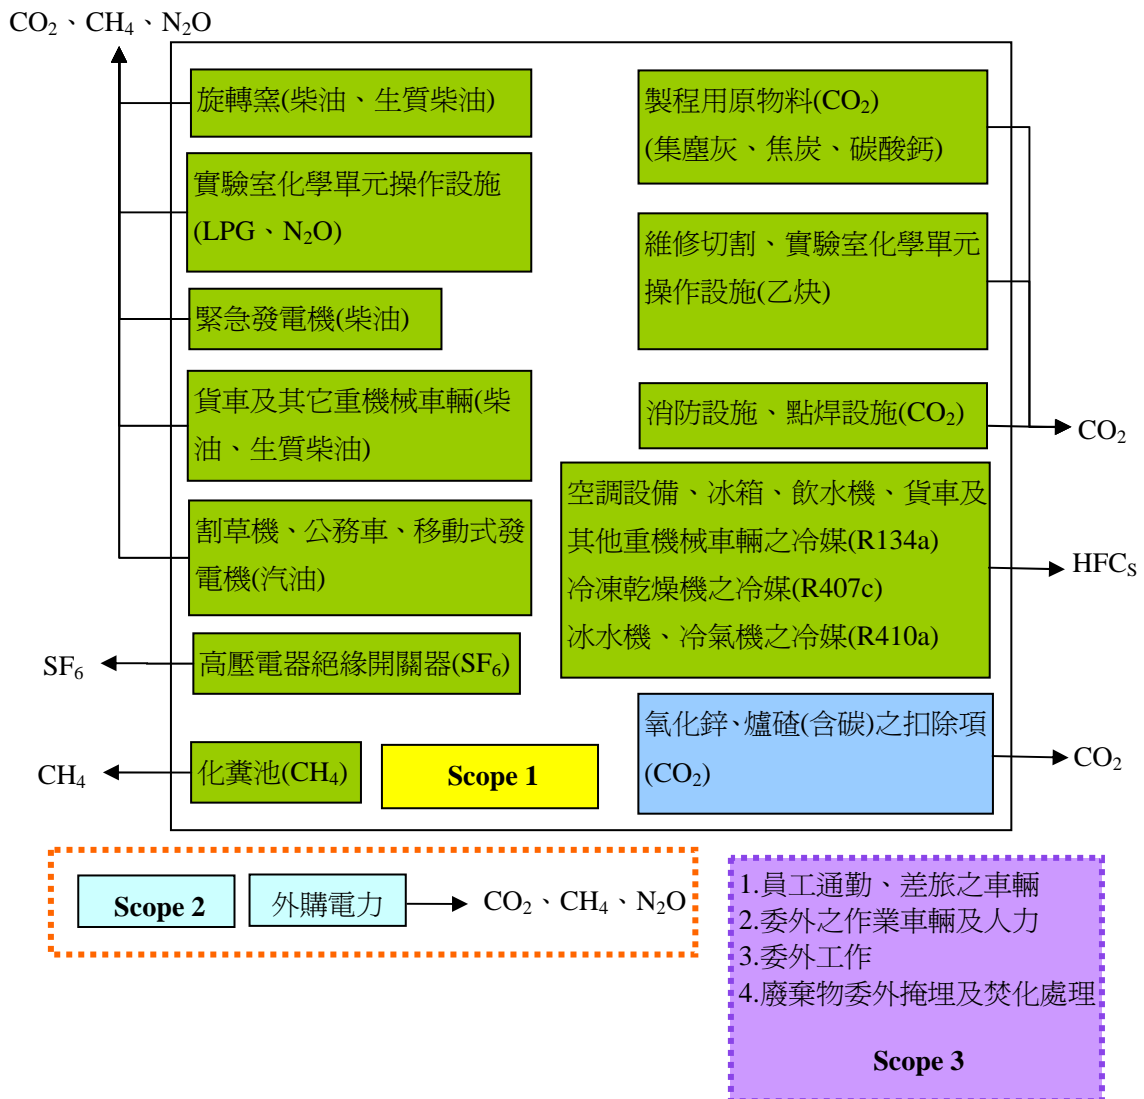 CO₂、CH₄、N₂O
旋轉窯(柴油、生質柴油)
實驗室化學單元操作設施
(LPG、N₂O)
緊急發電機(柴油)
貨車及其它重機械車輛(柴
油、生質柴油)
割草機、公務車、移動式發
電機(汽油)
SF₆
高壓電器絕緣開關器(SF₆)
CH₄
化糞池(CH₄)
Scope 1
製程用原物料(CO₂)
(集塵灰、焦炭、碳酸鈣)
維修切割、實驗室化學單元
操作設施(乙炔)
消防設施、點焊設施(CO₂)
CO₂
空調設備、冰箱、飲水機、貨車及
其他重機械車輛之冷媒(R134a)
冷凍乾燥機之冷媒(R407c)
冰水機、冷氣機之冷媒(R410a)
HFCS
氧化鋅、爐碴(含碳)之扣除項
(CO₂)
CO₂
Scope 2
外購電力
CO₂、CH₄、N₂O
1.員工通勤、差旅之車輛
2.委外之作業車輛及人力
3.委外工作
4.廢棄物委外掩埋及焚化處理
Scope 3